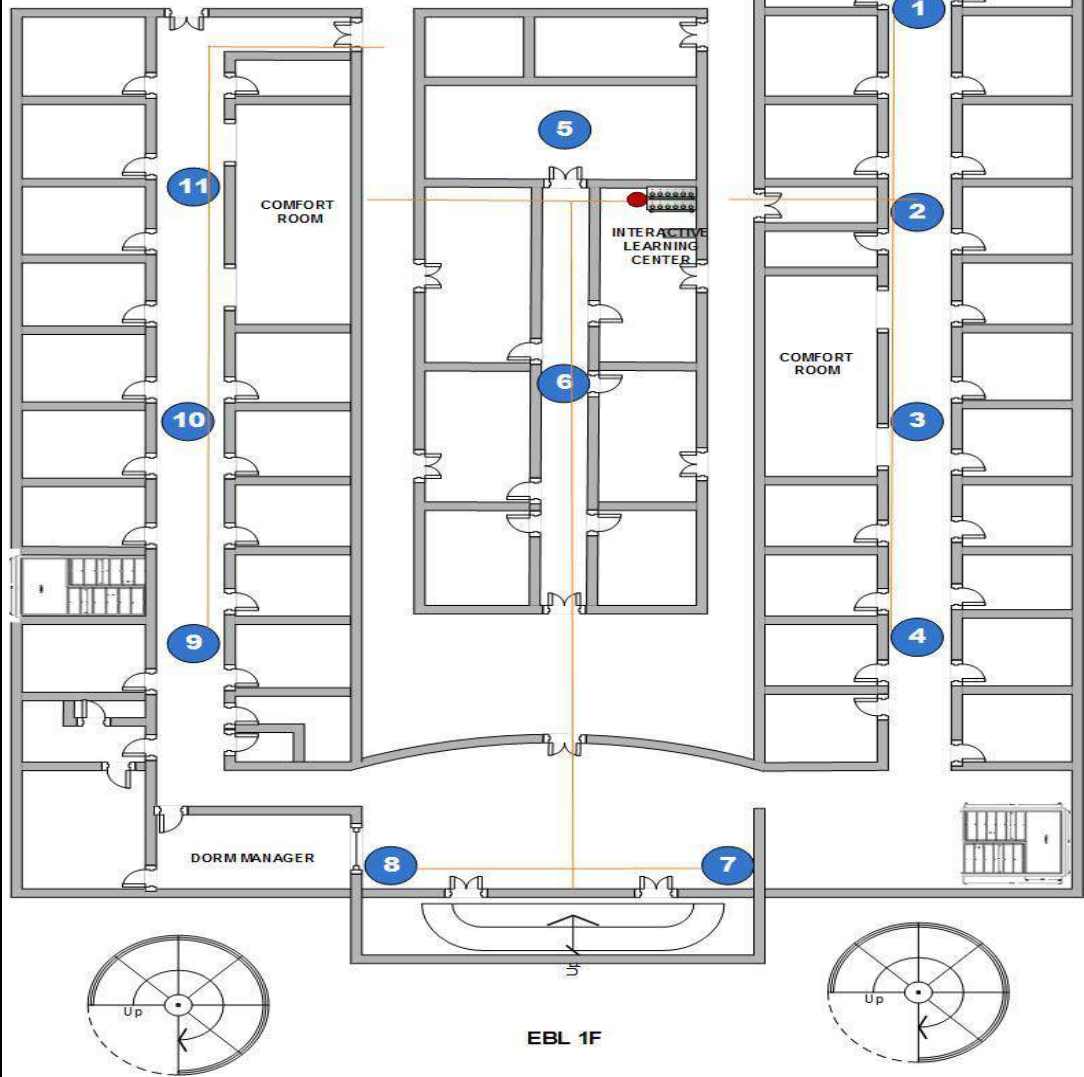 1
5
11
COMFORT
ROOM
INTERACTIVE
LEARNING
CENTER
2
COMFORT
ROOM
6
10
3
9
4
DORM MANAGER
8
7
Up
Up
Up
EBL 1F